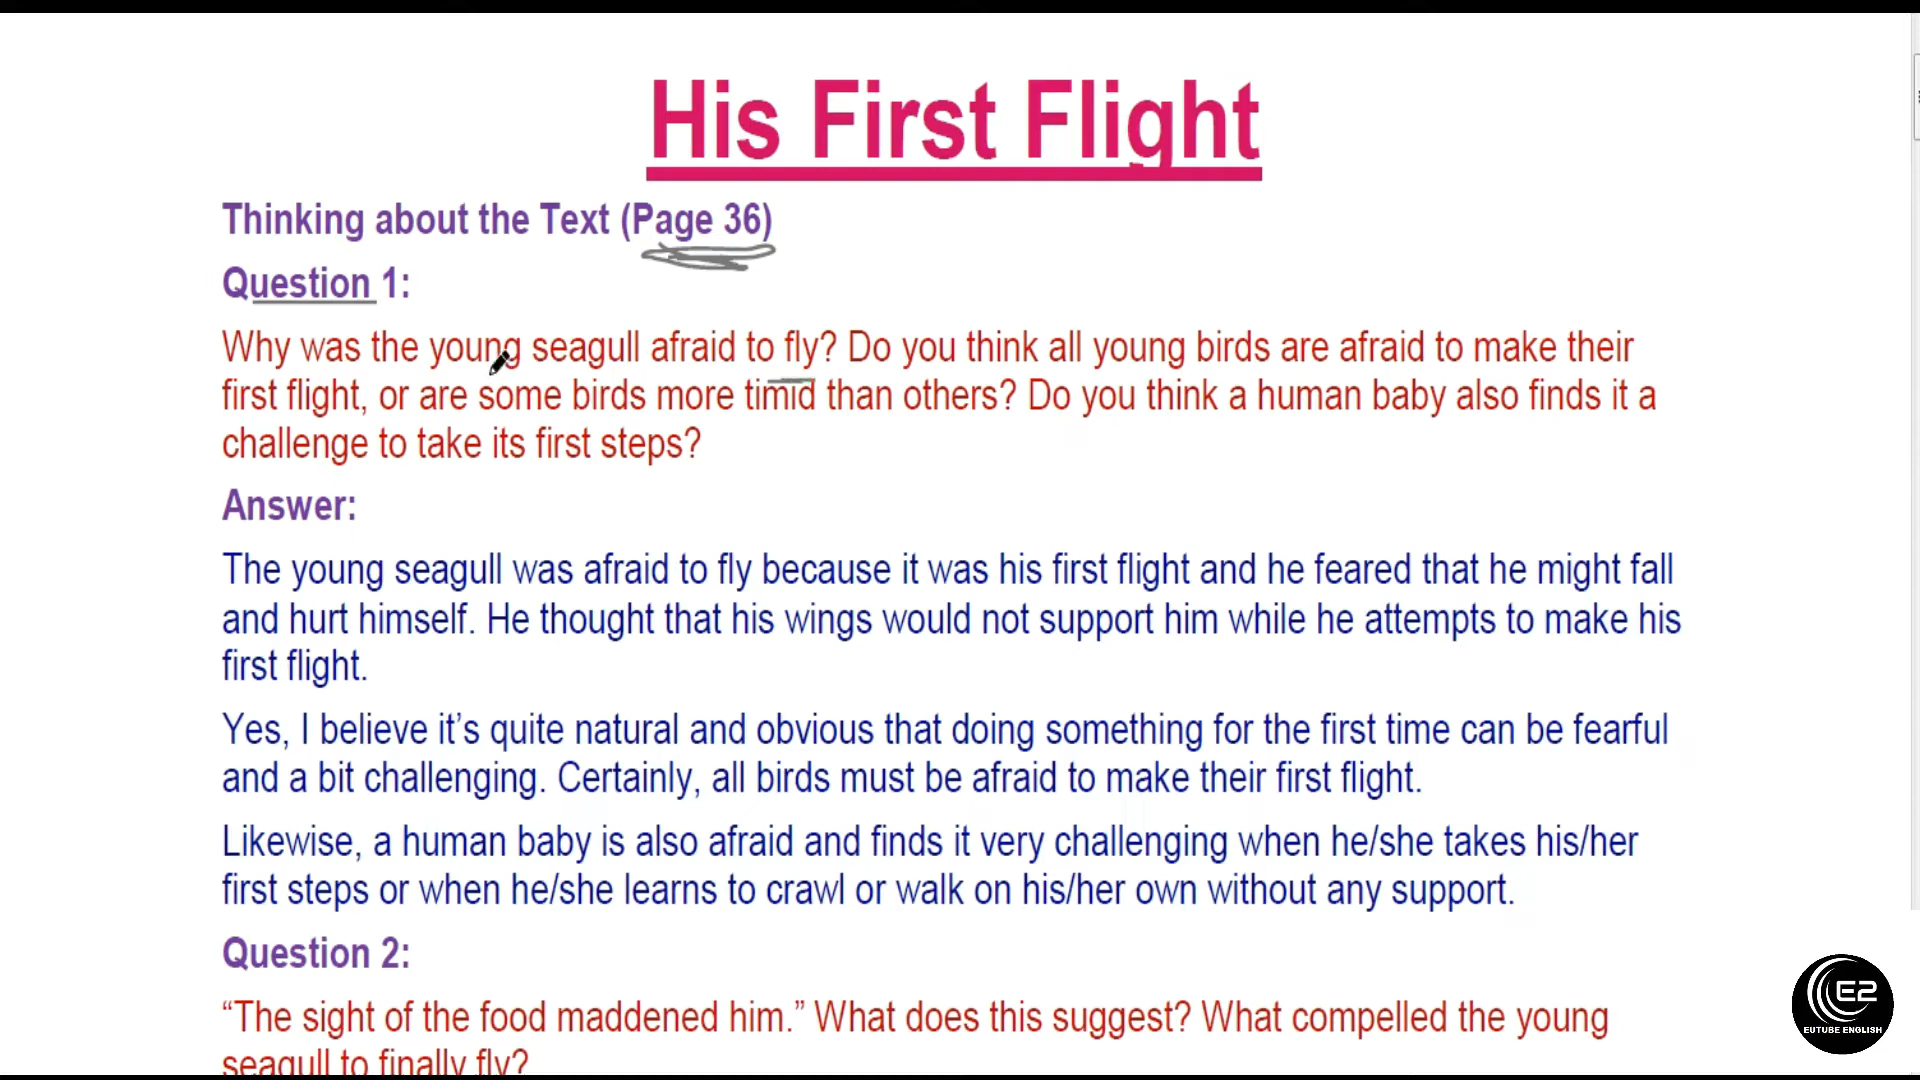 His First Flight
Thinking about the Text (Page 36)
Question 1:
Why was the young seagull afraid to fly? Do you think all young birds are afraid to make their
first flight, or are some birds more timid than others? Do you think a human baby also finds it a
challenge to take its first steps?
Answer:
The young seagull was afraid to fly because it was his first flight and he feared that he might fall
and hurt himself. He thought that his wings would not support him while he attempts to make his
first flight.
Yes, I believe it’s quite natural and obvious that doing something for the first time can be fearful
and a bit challenging. Certainly, all birds must be afraid to make their first flight.
Likewise, a human baby is also afraid and finds it very challenging when he/she takes his/her
first steps or when he/she learns to crawl or walk on his/her own without any support.
Question 2:
“The sight of the food maddened him.” What does this suggest? What compelled the young
seagull to finally fly?
E2
EUTUBE ENGLISH